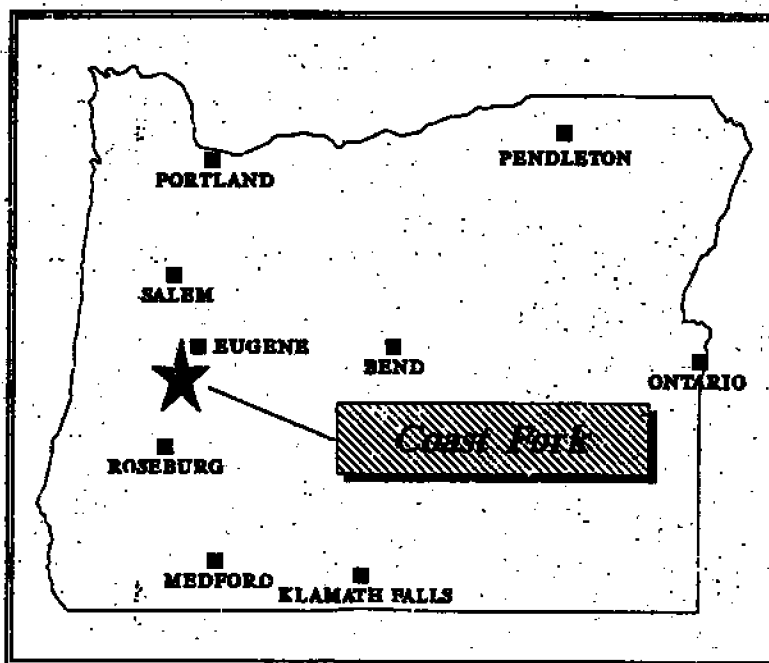 PENDLETON
PORTLAND
SALEM
EUGENE
BEND
ONTARIO
Coast Fork
ROSEBURG
MEDFORD
KLAMATH FALLS